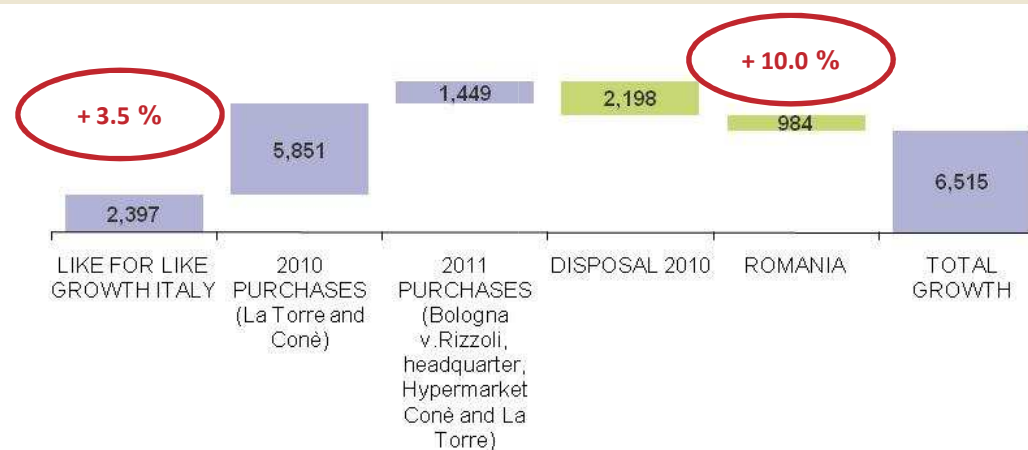 + 10.0 %
+ 3.5 %
1,449
2,198
984
5,851
6,515
2,397
LIKE FOR LIKE
GROWTH ITALY
2010
PURCHASES
(La Torre and
Conè)
2011
PURCHASES
(Bologna
v.Rizzoli,
headquarter,
Hypermarket
Conè and La
Torre)
DISPOSAL 2010
ROMANIA
TOTAL
GROWTH